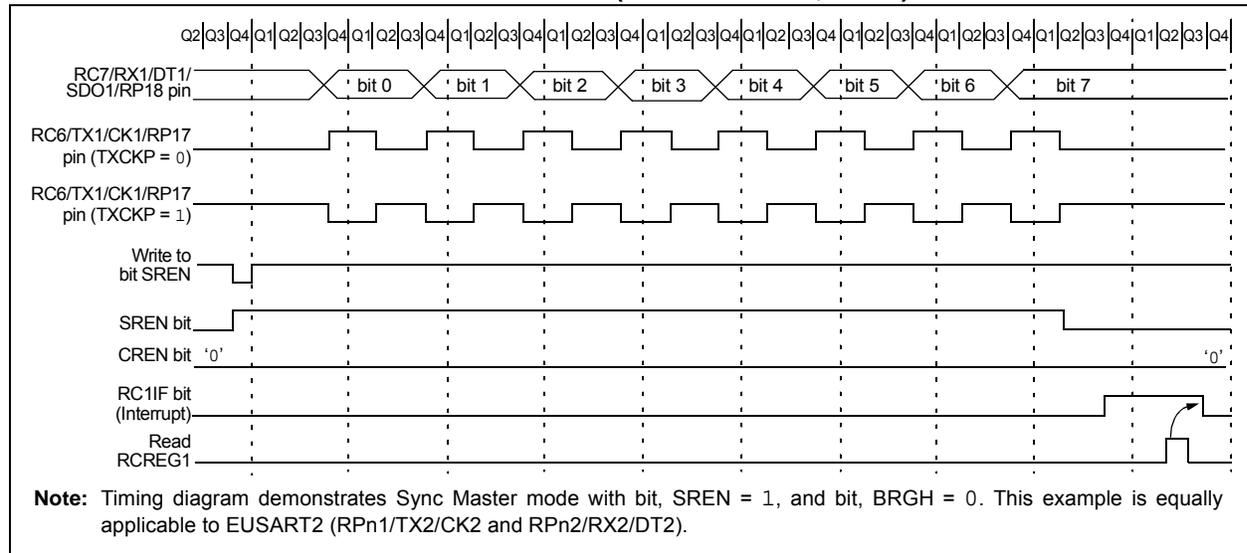 Q2|Q3|Q4|Q1|Q2|Q3|Q4|Q1|Q2|Q3|Q4|Q1|Q2|Q3|Q4|Q1|Q2|Q3|Q4|Q1|Q2|Q3|Q4|Q1|Q2|Q3|Q4|Q1|Q2|Q3|Q4|Q1|Q2|Q3|Q4|Q1|Q2|Q3|Q4|Q1|Q2|Q3|Q4|
RC7/RX1/DT1/
SDO1/RP18 pin
bit 0 bit 1 bit 2 bit 3 bit 4 bit 5 bit 6 bit 7
RC6/TX1/CK1/RP17
pin (TXCKP = 0)
RC6/TX1/CK1/RP17
pin (TXCKP = 1)
Write to
bit SREN
SREN bit
CREN bit '0' '0'
RC1IF bit
(Interrupt)
Read
RCREG1
Note: Timing diagram demonstrates Sync Master mode with bit, SREN = 1, and bit, BRGH = 0. This example is equally
applicable to EUSART2 (RPn1/TX2/CK2 and RPn2/RX2/DT2).